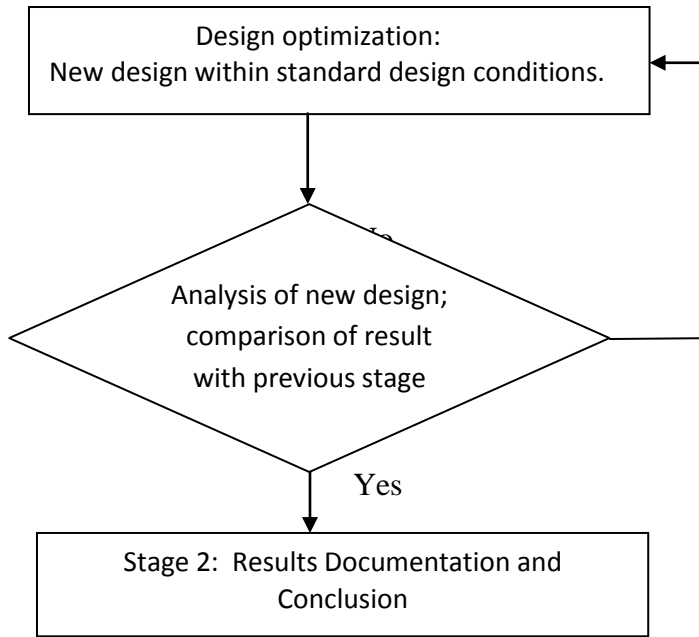 Design optimization:
New design within standard design conditions.
Analysis of new design;
comparison of result
with previous stage
Yes
Stage 2:  Results Documentation and
Conclusion